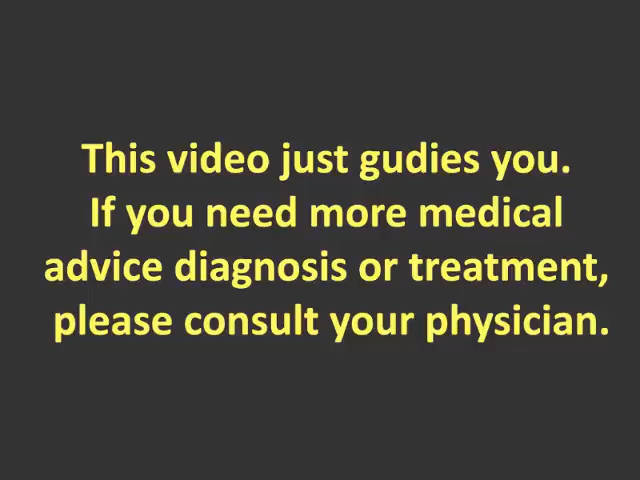 This video just gudies you.
If you need more medical
advice diagnosis or treatment,
please consult your physician.